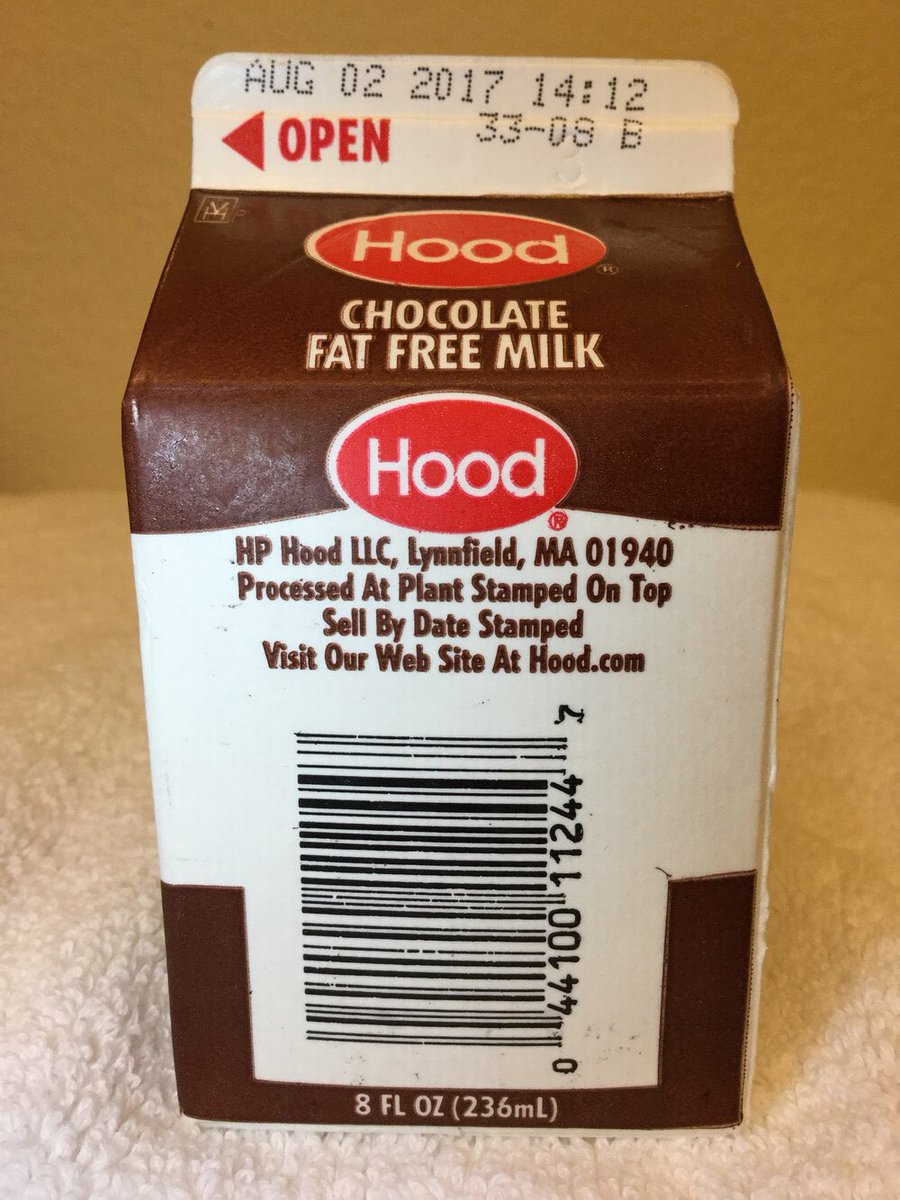 AUG 02 2017 14:12
OPEN 33-08 B
Hood®
CHOCOLATE
FAT FREE MILK
Hood®
HP Hood LLC, Lynnfield, MA 01940
Processed At Plant Stamped On Top
Sell By Date Stamped
Visit Our Web Site At Hood.com
0 44100 11244 7
8 FL OZ (236mL)